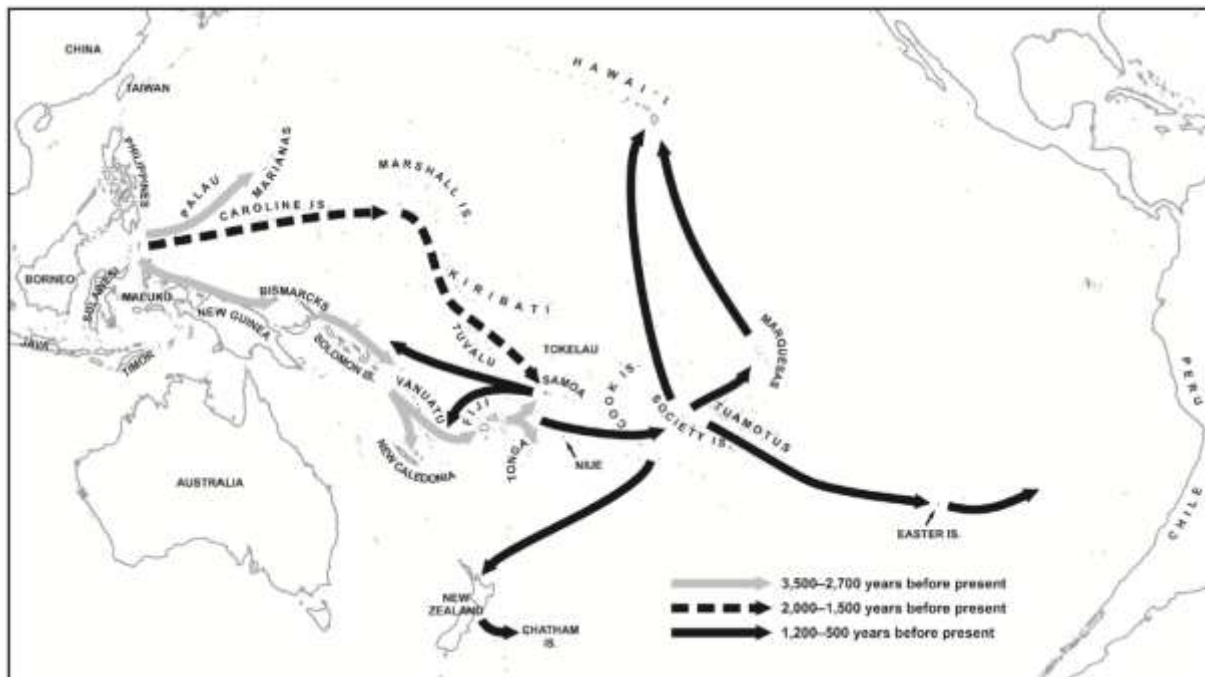 CHINA
TAIWAN
HAWAI'I
PHILIPPINES
PALAU
MARIANAS
MARSHALL IS.
CAROLINE IS.
BORNEO
SULAWESI
MALUKU
BISMARCKS
NEW GUINEA
KIRIBATI
JAVA
TIMOR
SOLOMON IS.
TUVALU
TOKELAU
SAMOA
COOK IS.
MARQUESAS
VANUATU
FIJI
SOCIETY IS.
TUAMOTUS
PERU
NEW CALEDONIA
TONGA
NIUE
AUSTRALIA
EASTER IS.
CHILE
3,500–2,700 years before present
2,000–1,500 years before present
1,200–500 years before present
NEW
ZEALAND
CHATHAM
IS.